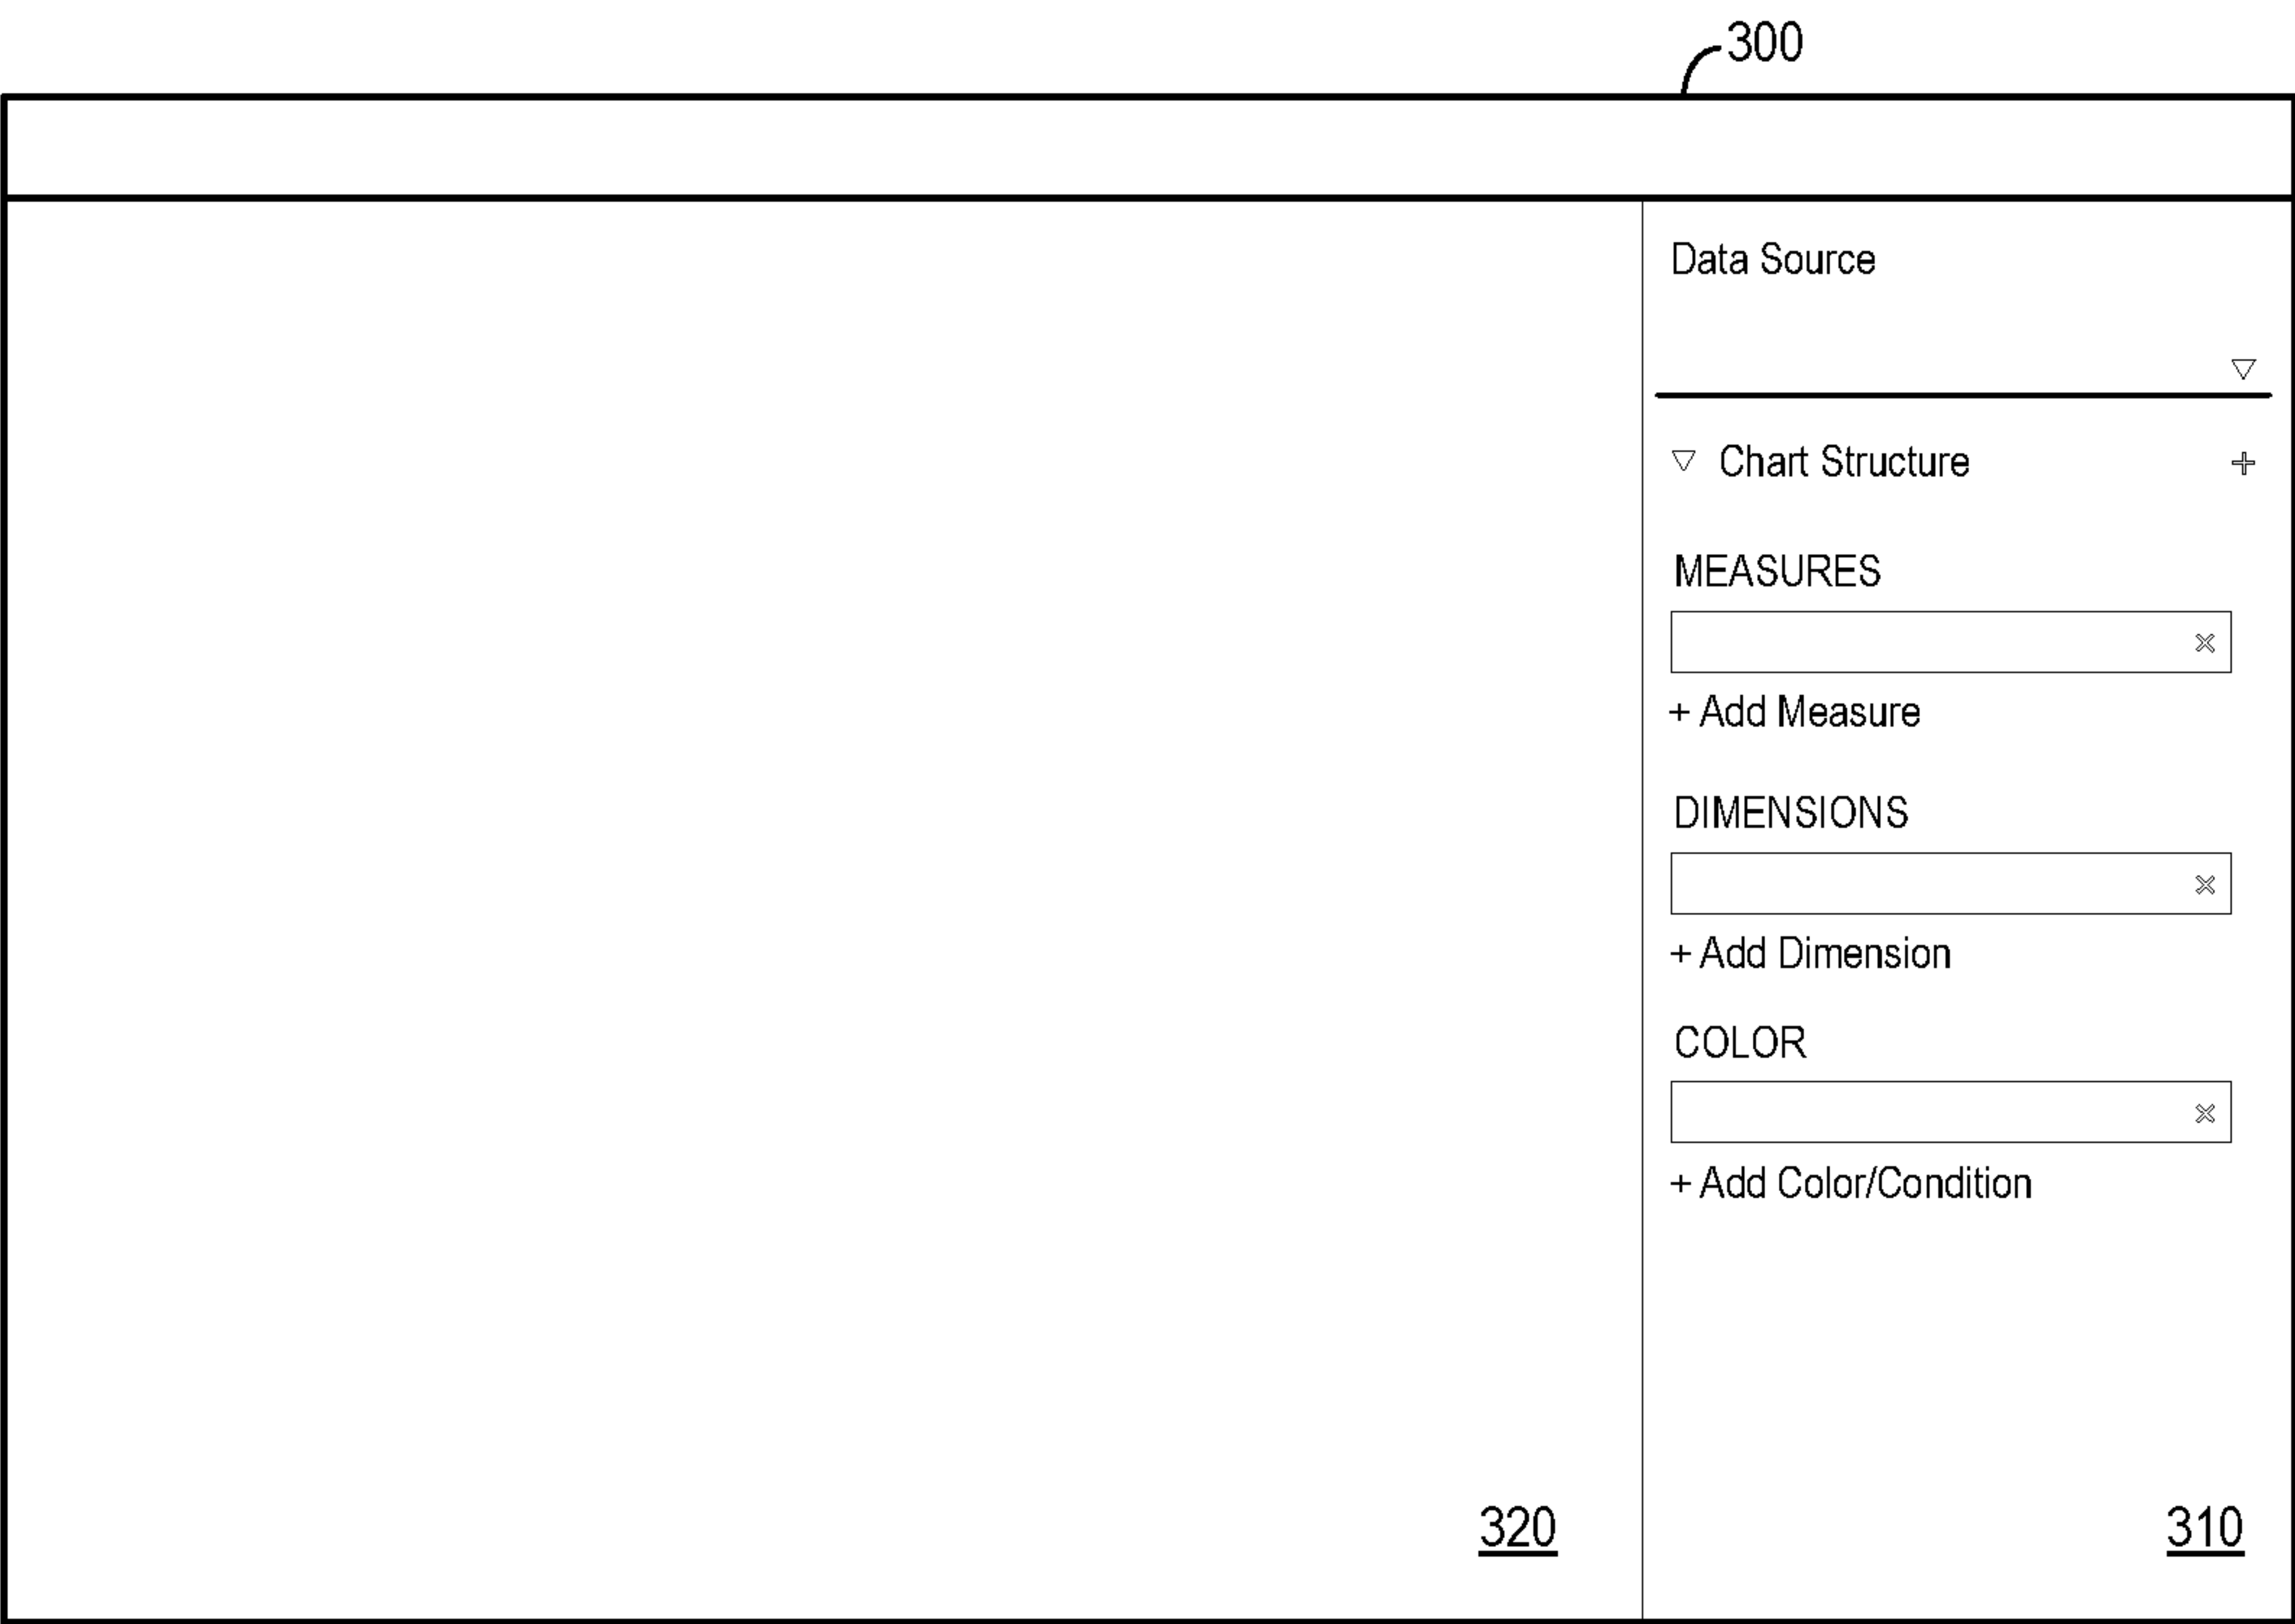 300
Data Source
Chart Structure +
MEASURES
+ Add Measure
DIMENSIONS
+ Add Dimension
COLOR
+ Add Color/Condition
320
310